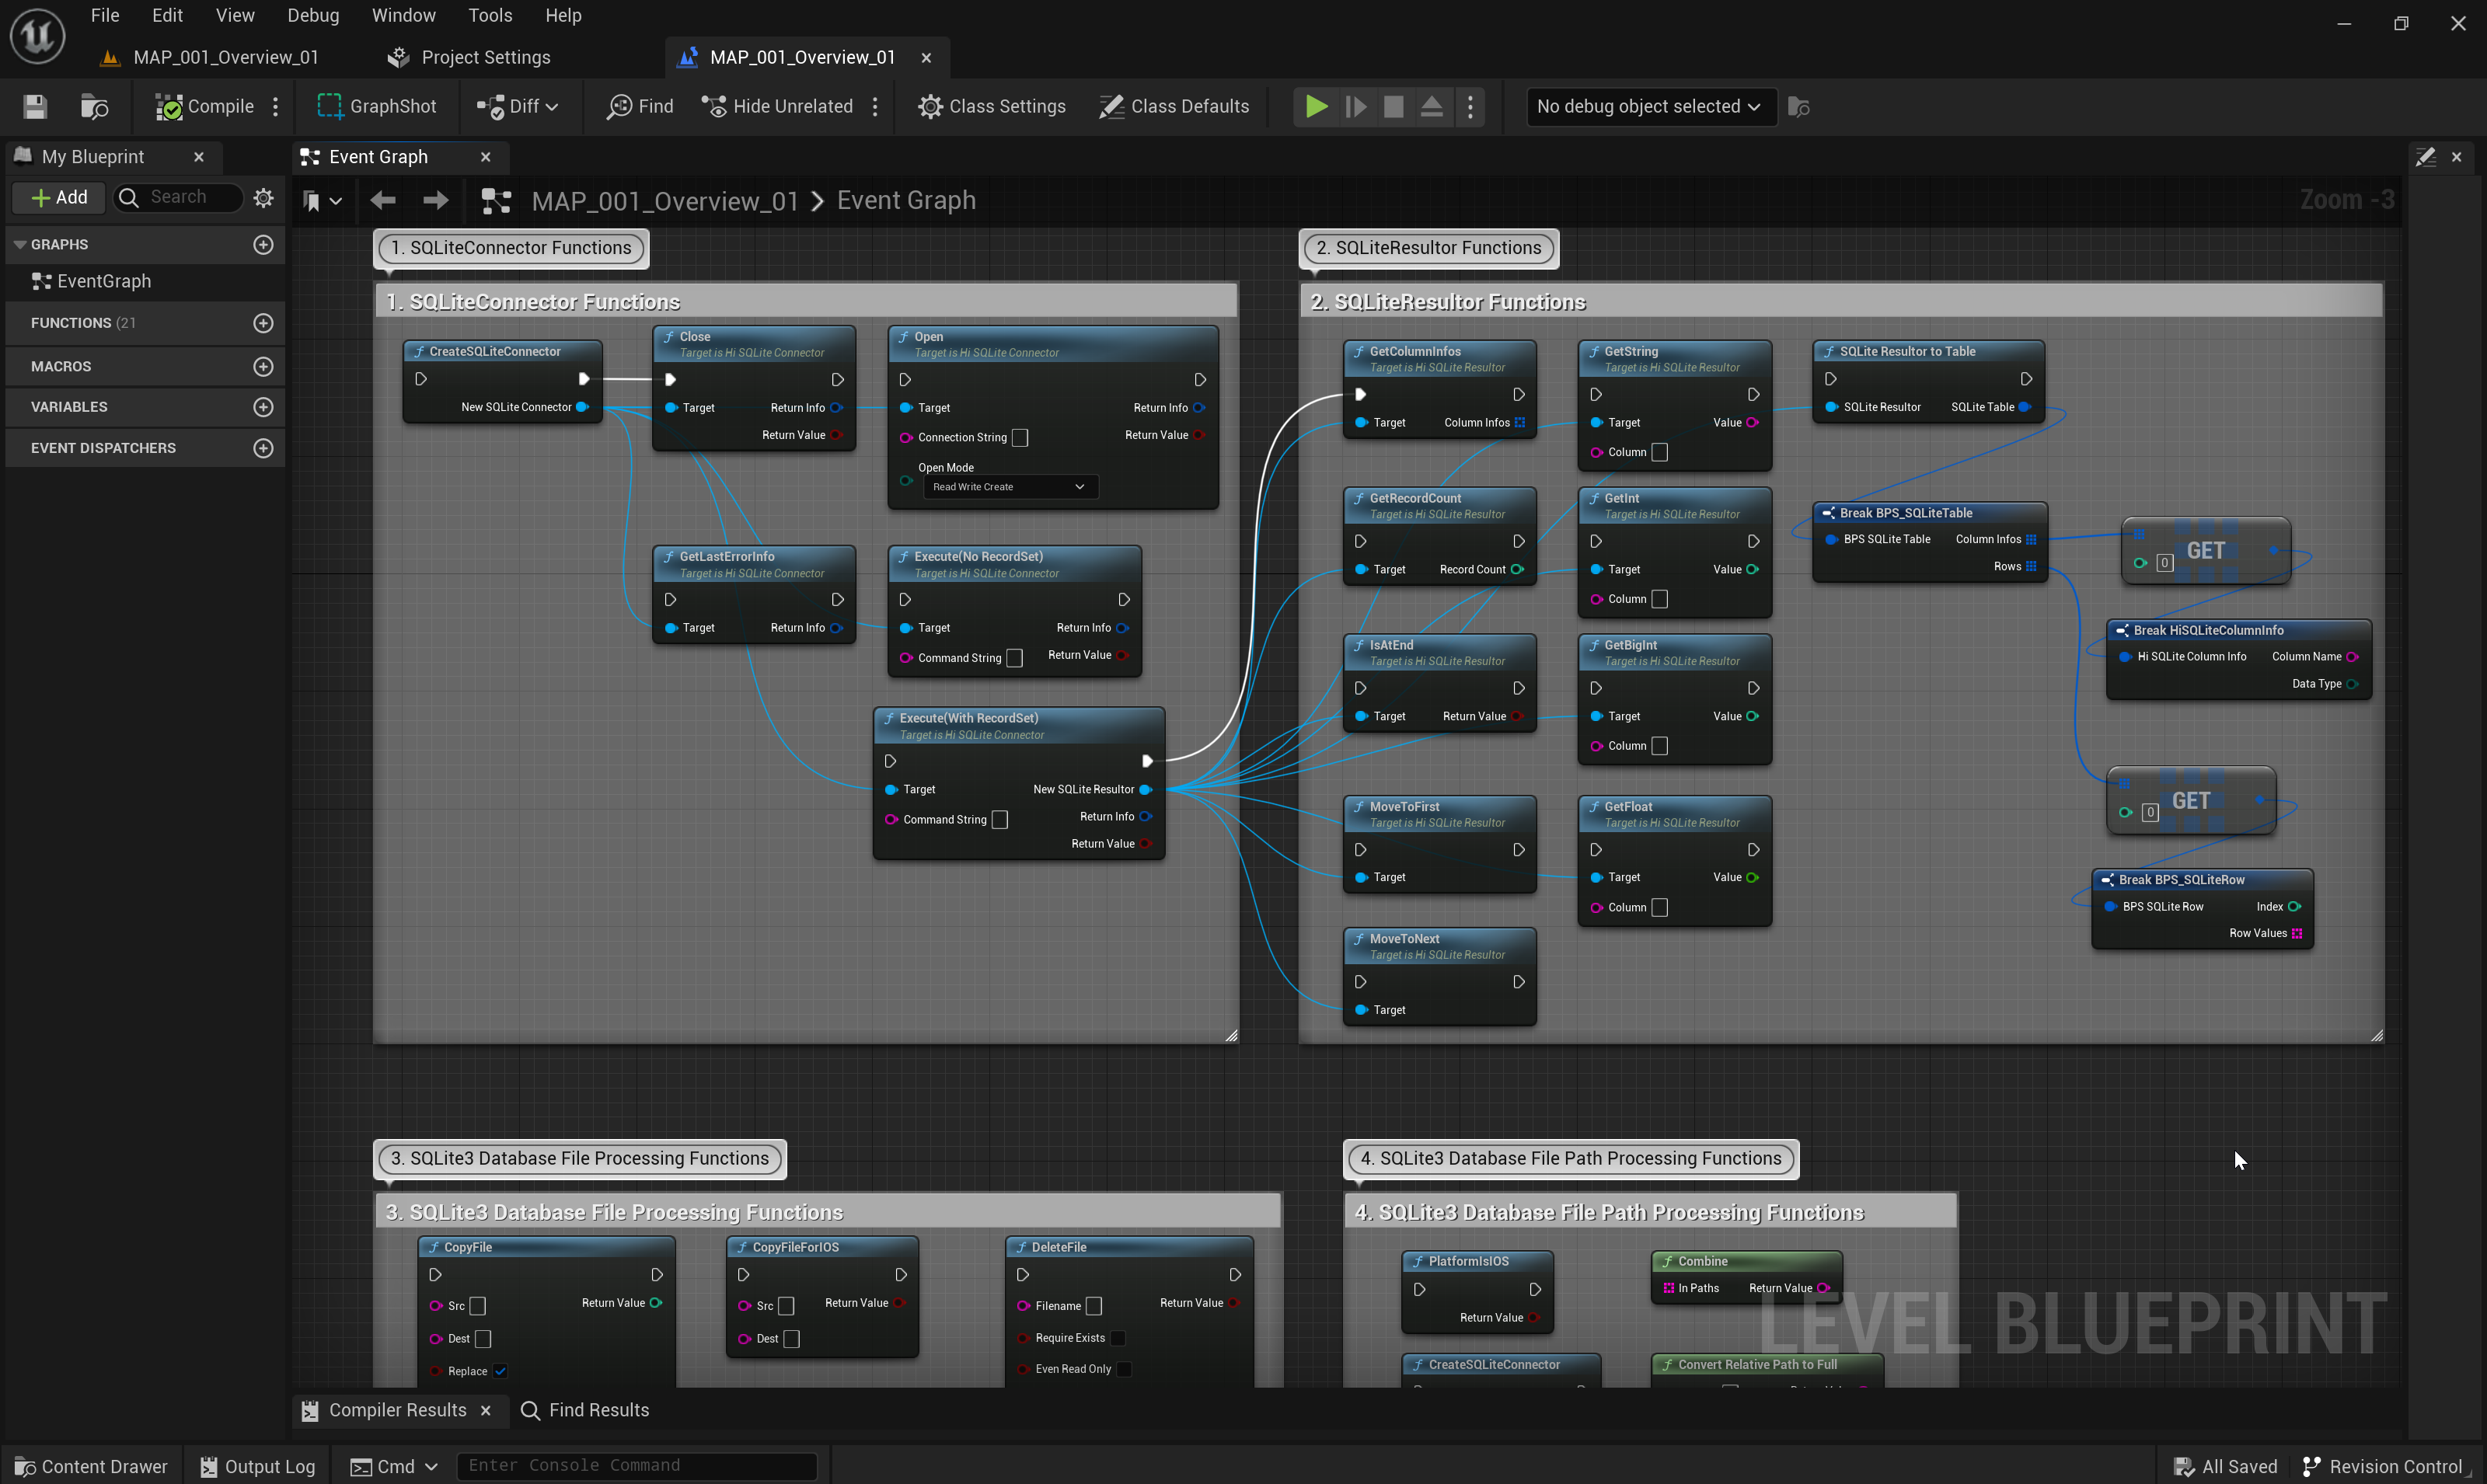 File Edit View Debug Window Tools Help
MAP_001_Overview_01
Project Settings
MAP_001_Overview_01
Compile
GraphShot
Diff
Find
Hide Unrelated
Class Settings
Class Defaults
No debug object selected
My Blueprint
Add
Search
GRAPHS
EventGraph
FUNCTIONS (21
MACROS
VARIABLES
EVENT DISPATCHERS
Event Graph
MAP_001_Overview_01 > Event Graph
Zoom -3
1. SQLiteConnector Functions
1. SQLiteConnector Functions
CreateSQLiteConnector
New SQLite Connector
Close
Target is Hi SQLite Connector
Target Return Info
Return Value
Open
Target is Hi SQLite Connector
Target Return Info
Connection String Return Value
Open Mode
Read Write Create
GetLastErrorInfo
Target is Hi SQLite Connector
Target Return Info
Execute(No RecordSet)
Target is Hi SQLite Connector
Target Return Info
Command String Return Value
Execute(With RecordSet)
Target is Hi SQLite Connector
Target New SQLite Resultor
Command String Return Info
Return Value
2. SQLiteResultor Functions
2. SQLiteResultor Functions
GetColumnInfos
Target is Hi SQLite Resultor
Target Column Infos
GetString
Target is Hi SQLite Resultor
Target Value
Column
SQLite Resultor to Table
SQLite Resultor SQLite Table
GetRecordCount
Target is Hi SQLite Resultor
Target Record Count
GetInt
Target is Hi SQLite Resultor
Target Value
Column
Break BPS_SQLiteTable
BPS SQLite Table Column Infos
Rows
GET
0
IsAtEnd
Target is Hi SQLite Resultor
Target Return Value
GetBigInt
Target is Hi SQLite Resultor
Target Value
Column
Break HiSQLiteColumnInfo
Hi SQLite Column Info Column Name
Data Type
MoveToFirst
Target is Hi SQLite Resultor
Target
GetFloat
Target is Hi SQLite Resultor
Target Value
Column
GET
0
Break BPS_SQLiteRow
BPS SQLite Row Index
Row Values
MoveToNext
Target is Hi SQLite Resultor
Target
3. SQLite3 Database File Processing Functions
3. SQLite3 Database File Processing Functions
CopyFile
Src Return Value
Dest
Replace
CopyFileForIOS
Src Return Value
Dest
DeleteFile
Filename Return Value
Require Exists
Even Read Only
4. SQLite3 Database File Path Processing Functions
4. SQLite3 Database File Path Processing Functions
PlatformIsIOS
Return Value
Combine
In Paths Return Value
CreateSQLiteConnector
Convert Relative Path to Full
LEVEL BLUEPRINT
Compiler Results
Find Results
Content Drawer
Output Log
Cmd
Enter Console Command
All Saved
Revision Control